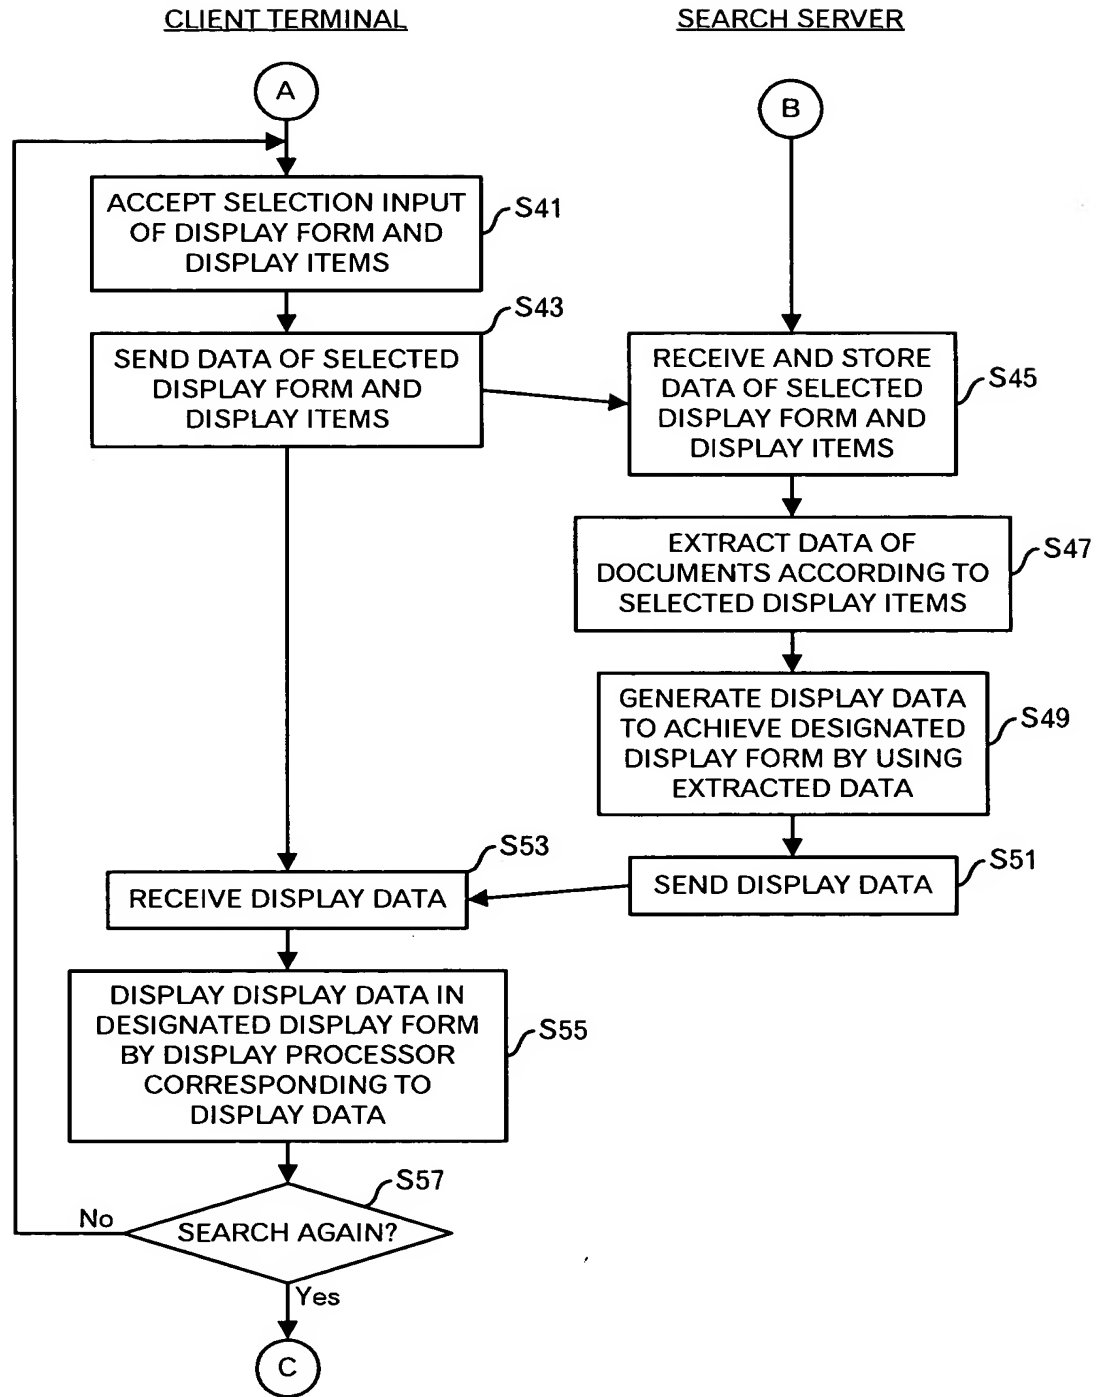 CLIENT TERMINAL
SEARCH SERVER
A
B
ACCEPT SELECTION INPUT
OF DISPLAY FORM AND
DISPLAY ITEMS
S41
SEND DATA OF SELECTED
DISPLAY FORM AND
DISPLAY ITEMS
S43
RECEIVE AND STORE
DATA OF SELECTED
DISPLAY FORM AND
DISPLAY ITEMS
S45
EXTRACT DATA OF
DOCUMENTS ACCORDING TO
SELECTED DISPLAY ITEMS
S47
GENERATE DISPLAY DATA
TO ACHIEVE DESIGNATED
DISPLAY FORM BY USING
EXTRACTED DATA
S49
SEND DISPLAY DATA
S51
RECEIVE DISPLAY DATA
S53
DISPLAY DISPLAY DATA IN
DESIGNATED DISPLAY FORM
BY DISPLAY PROCESSOR
CORRESPONDING TO
DISPLAY DATA
S55
SEARCH AGAIN?
S57
No
Yes
C